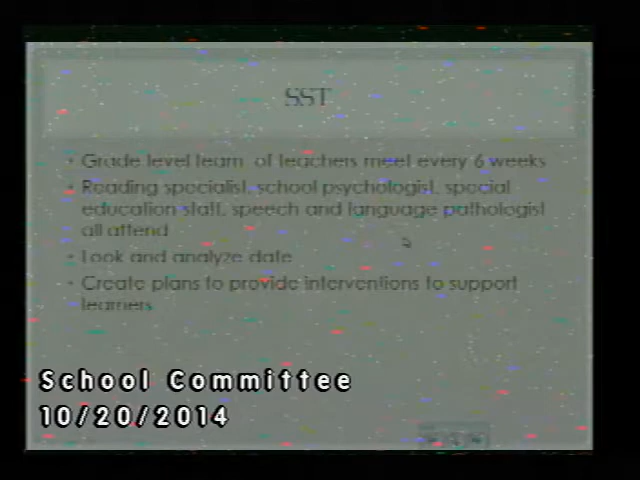 SST
• Grade level team of teachers meet every 6 weeks
• Reading specialist, school psychologist, special
education staff, speech and language pathologist
all attend
• Look and analyze date
• Create plans to provide interventions to support
learners
School Committee
10/20/2014